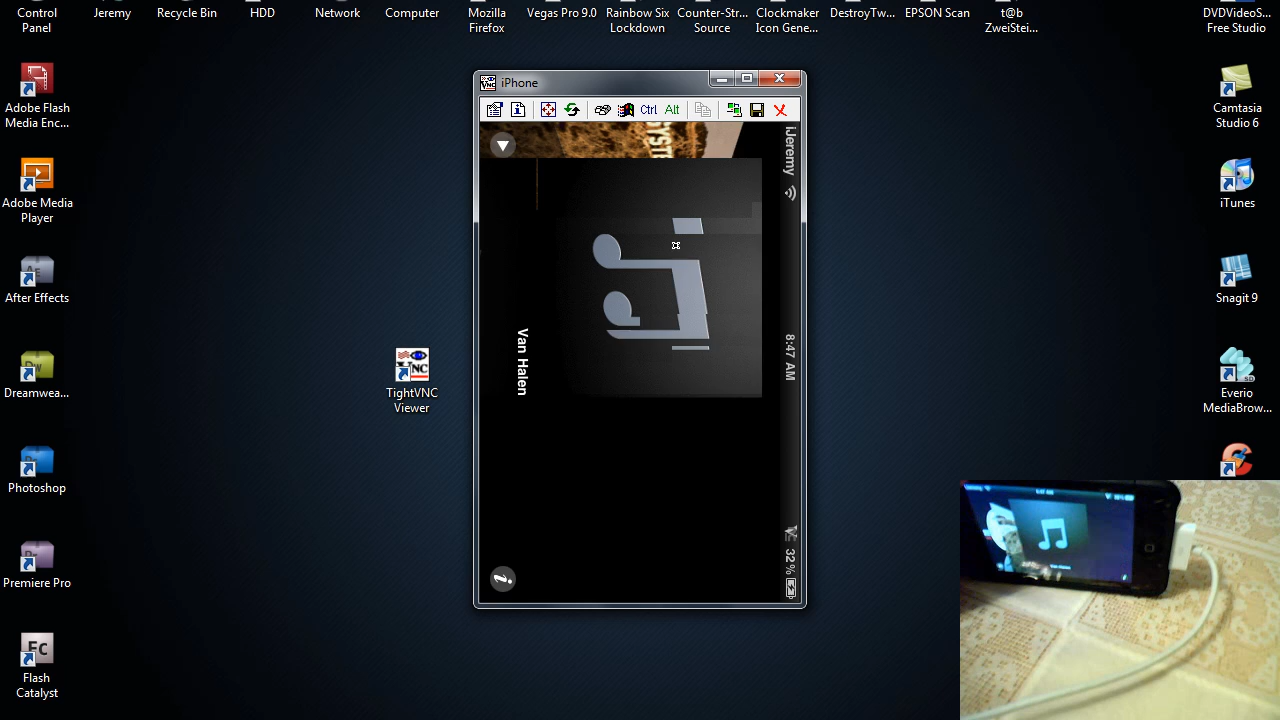 Control
Panel
Jeremy
Recycle Bin
HDD
Network
Computer
Mozilla
Firefox
Vegas Pro 9.0
Rainbow Six
Lockdown
Counter-Str...
Source
Clockmaker
Icon Gene...
DestroyTw...
EPSON Scan
t@b
ZweiStei...
DVDVideoS...
Free Studio
Adobe Flash
Media Enc...
Adobe Media
Player
After Effects
Dreamwea...
Photoshop
Premiere Pro
Flash
Catalyst
TightVNC
Viewer
iPhone
Ctrl
Alt
SYSTE
iJeremy
8:47 AM
32%
Van Halen
Camtasia
Studio 6
iTunes
Snagit 9
Everio
MediaBrow...